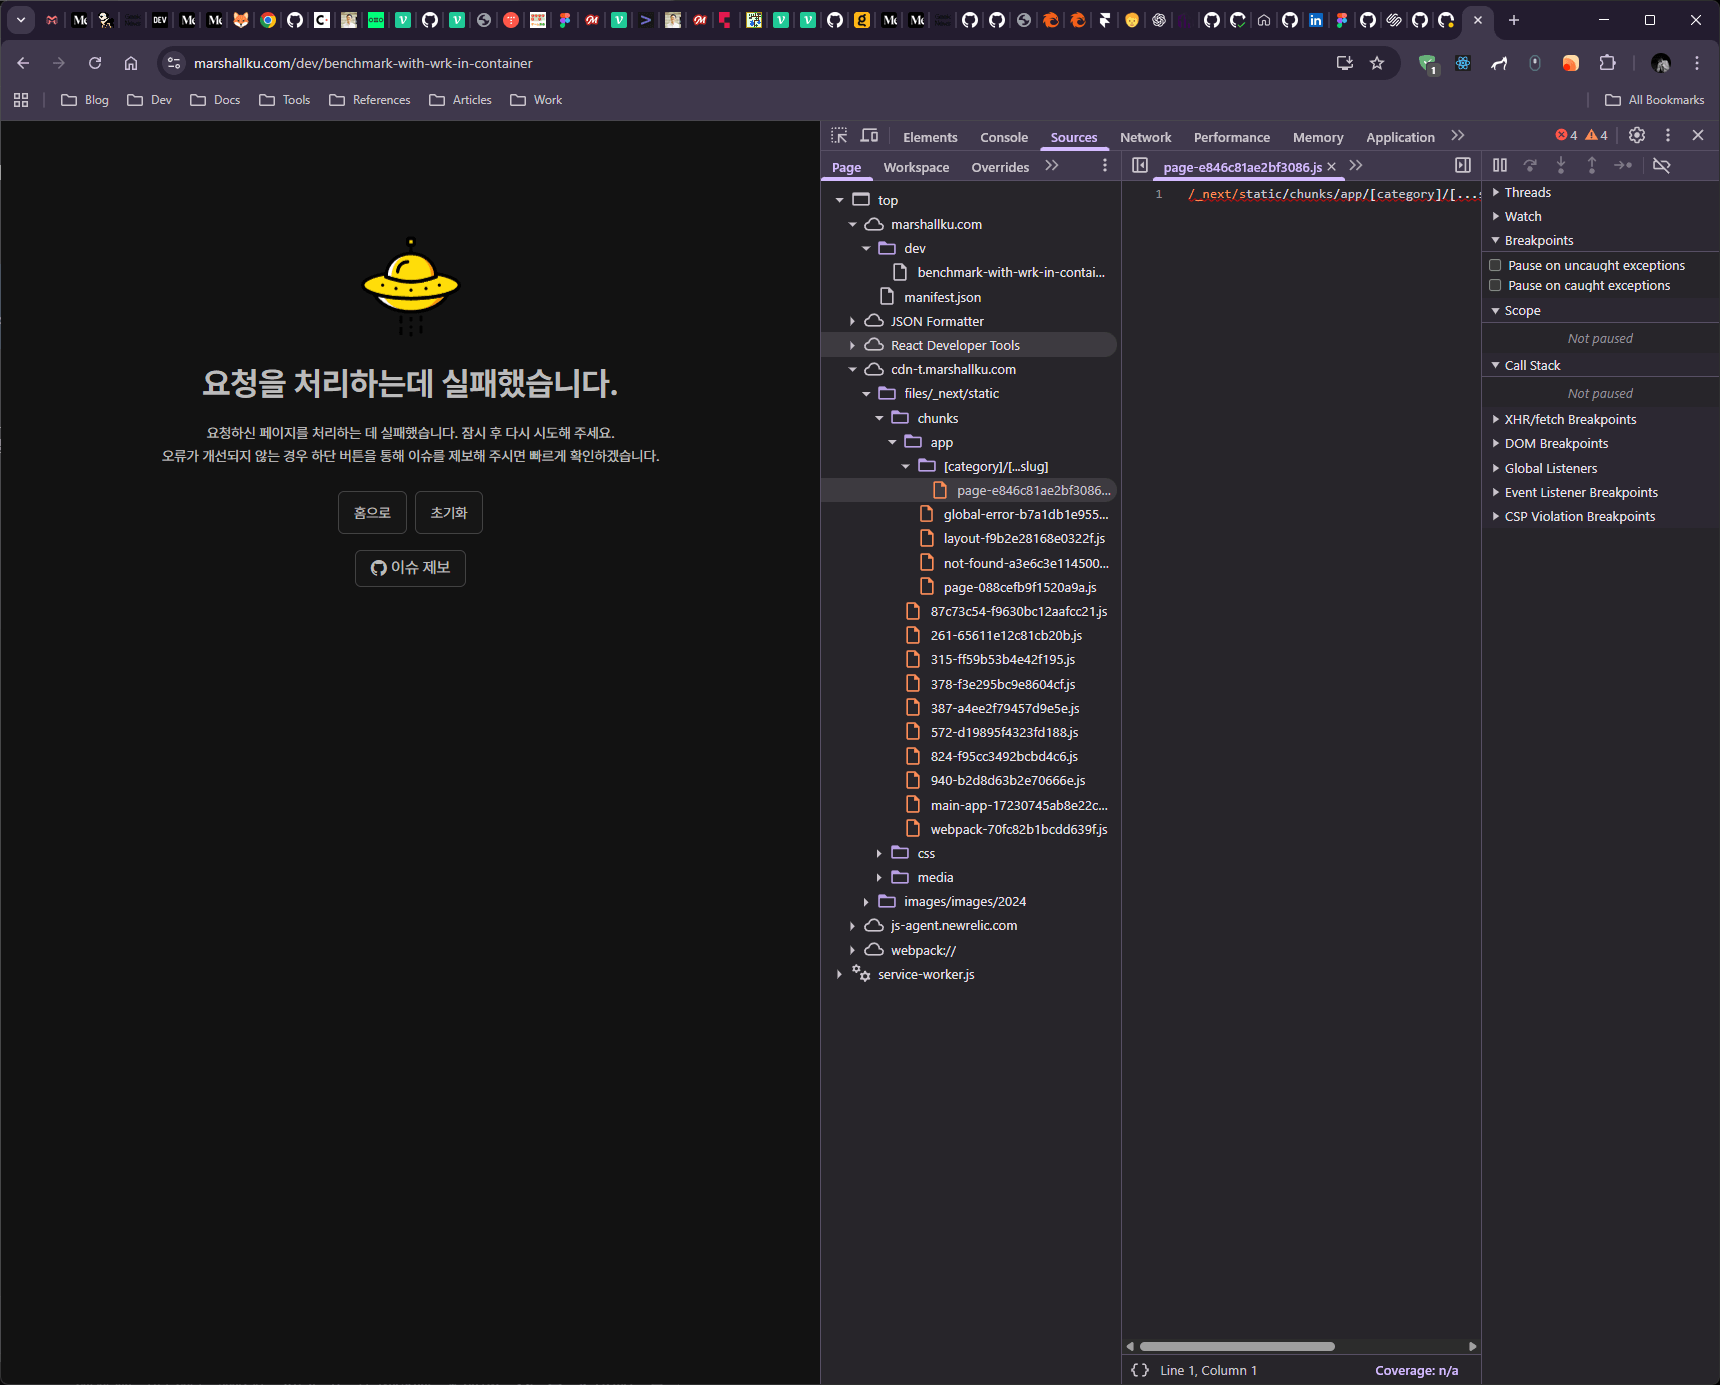 marshallku.com/dev/benchmark-with-wrk-in-container
1
Blog
Dev
Docs
Tools
References
Articles
Work
All Bookmarks
요청을 처리하는데 실패했습니다.
요청하신 페이지를 처리하는 데 실패했습니다. 잠시 후 다시 시도해 주세요.
오류가 개선되지 않는 경우 하단 버튼을 통해 이슈를 제보해 주시면 빠르게 확인하겠습니다.
홈으로
초기화
이슈 제보
Elements
Console
Sources
Network
Performance
Memory
Application
4
4
Page
Workspace
Overrides
top
marshallku.com
dev
benchmark-with-wrk-in-contai...
manifest.json
JSON Formatter
React Developer Tools
cdn-t.marshallku.com
files/_next/static
chunks
app
[category]/[...slug]
page-e846c81ae2bf3086...
global-error-b7a1db1e955...
layout-f9b2e28168e0322f.js
not-found-a3e6c3e114500...
page-088cefb9f1520a9a.js
87c73c54-f9630bc12aafcc21.js
261-65611e12c81cb20b.js
315-ff59b53b4e42f195.js
378-f3e295bc9e8604cf.js
387-a4ee2f79457d9e5e.js
572-d19895f4323fd188.js
824-f95cc3492bcbd4c6.js
940-b2d8d63b2e70666e.js
main-app-17230745ab8e22c...
webpack-70fc82b1bcdd639f.js
css
media
images/images/2024
js-agent.newrelic.com
webpack://
service-worker.js
page-e846c81ae2bf3086.js
1 /_next/static/chunks/app/[category]/[...s
Line 1, Column 1
Coverage: n/a
Threads
Watch
Breakpoints
Pause on uncaught exceptions
Pause on caught exceptions
Scope
Not paused
Call Stack
Not paused
XHR/fetch Breakpoints
DOM Breakpoints
Global Listeners
Event Listener Breakpoints
CSP Violation Breakpoints